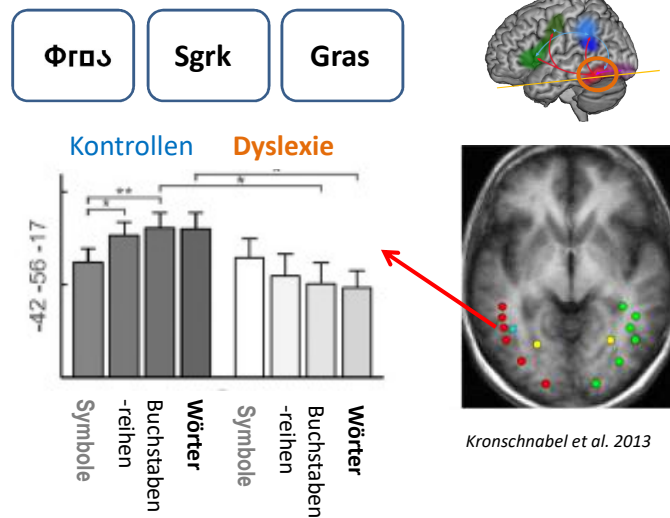 Фгpas
Sgrk
Gras
Kontrollen
Dyslexie
**
*
*
-42 -56 -17
Symbole
-reihen
Buchstaben
Wörter
Symbole
-reihen
Buchstaben
Wörter
Kronschnabel et al. 2013